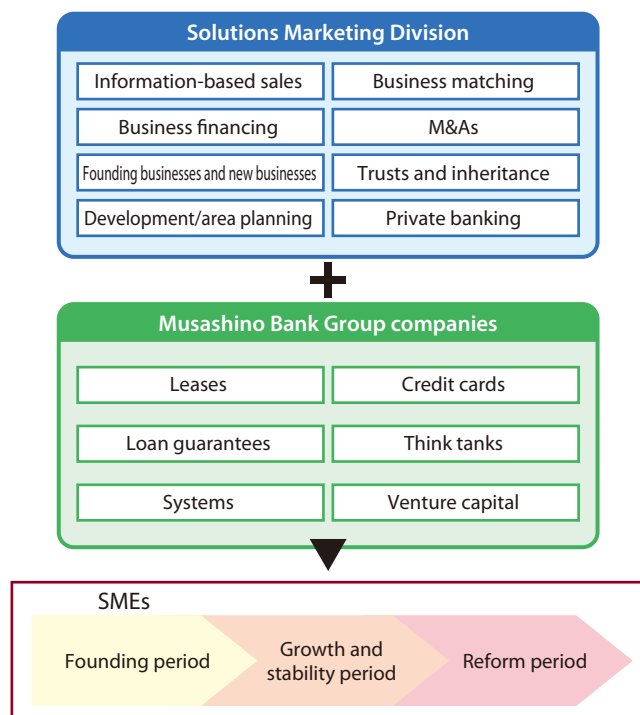 Solutions Marketing Division
Information-based sales
Business matching
Business financing
M&As
Founding businesses and new businesses
Trusts and inheritance
Development/area planning
Private banking
Musashino Bank Group companies
Leases
Credit cards
Loan guarantees
Think tanks
Systems
Venture capital
SMEs
Founding period
Growth and
stability period
Reform period